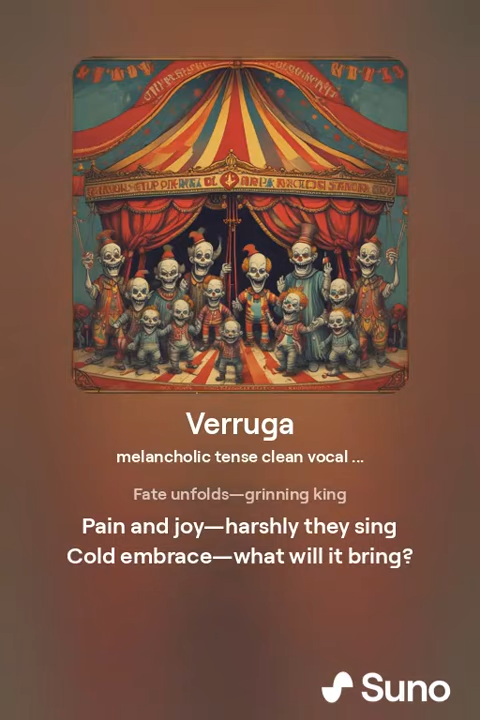 Verruga
melancholic tense clean vocal ...
Fate unfolds—grinning king
Pain and joy—harshly they sing
Cold embrace—what will it bring?
Suno